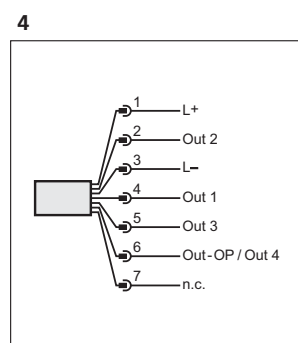 4
1 L+
2 Out 2
3 L–
4 Out 1
5 Out 3
6 Out-OP / Out 4
7 n.c.